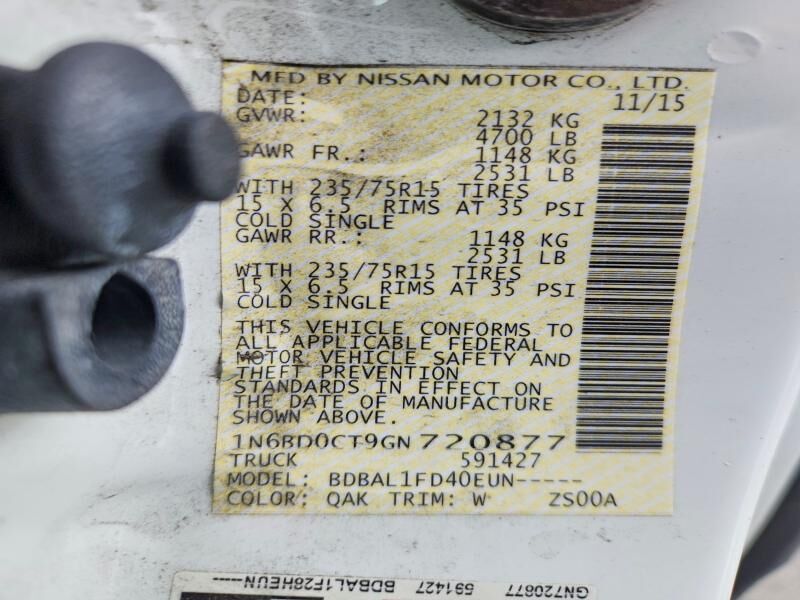 MFD BY NISSAN MOTOR CO., LTD.
DATE: 11/15
GVWR: 2132 KG
4700 LB
GAWR FR.: 1148 KG
2531 LB
WITH 235/75R15 TIRES
15 X 6.5 RIMS AT 35 PSI
COLD SINGLE
GAWR RR.: 1148 KG
2531 LB
WITH 235/75R15 TIRES
15 X 6.5 RIMS AT 35 PSI
COLD SINGLE
THIS VEHICLE CONFORMS TO
ALL APPLICABLE FEDERAL
MOTOR VEHICLE SAFETY AND
THEFT PREVENTION
STANDARDS IN EFFECT ON
THE DATE OF MANUFACTURE
SHOWN ABOVE.
1N6BD0CT9GN720877
TRUCK 591427
MODEL: BDBAL1FD40EUN-----
COLOR: QAK TRIM: W ZS00A
GN720877 591427 BDBAL1F28HEUN-----